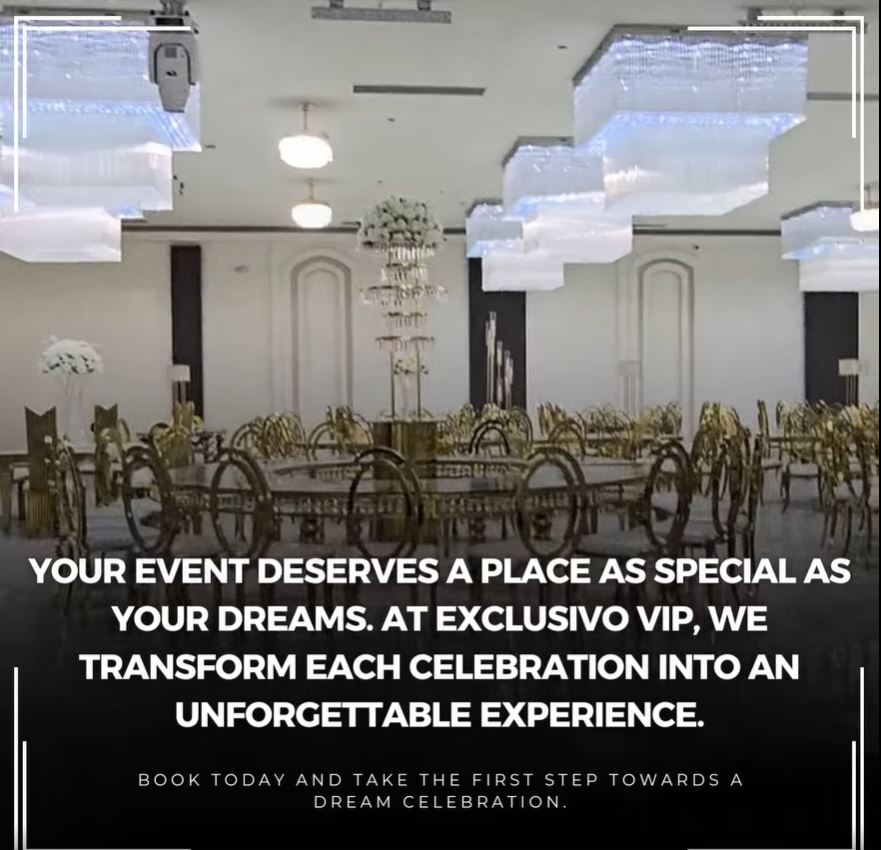 YOUR EVENT DESERVES A PLACE AS SPECIAL AS
YOUR DREAMS. AT EXCLUSIVO VIP, WE
TRANSFORM EACH CELEBRATION INTO AN
UNFORGETTABLE EXPERIENCE.
BOOK TODAY AND TAKE THE FIRST STEP TOWARDS A
DREAM CELEBRATION.